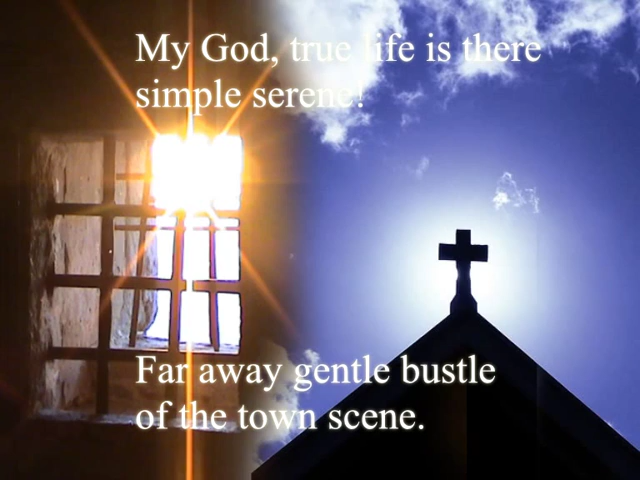 My God, true life is there
simple serene!
Far away gentle bustle
of the town scene.